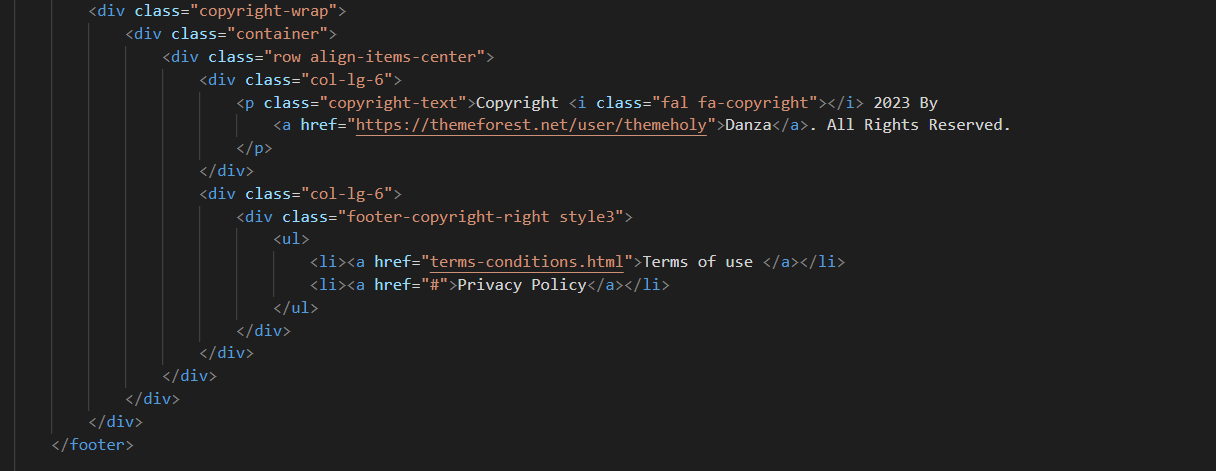 <div class="copyright-wrap">
<div class="container">
<div class="row align-items-center">
<div class="col-lg-6">
<p class="copyright-text">Copyright <i class="fal fa-copyright"></i> 2023 By
<a href="https://themeforest.net/user/themeholy">Danza</a>. All Rights Reserved.
</p>
</div>
<div class="col-lg-6">
<div class="footer-copyright-right style3">
<ul>
<li><a href="terms-conditions.html">Terms of use </a></li>
<li><a href="#">Privacy Policy</a></li>
</ul>
</div>
</div>
</div>
</div>
</div>
</footer>